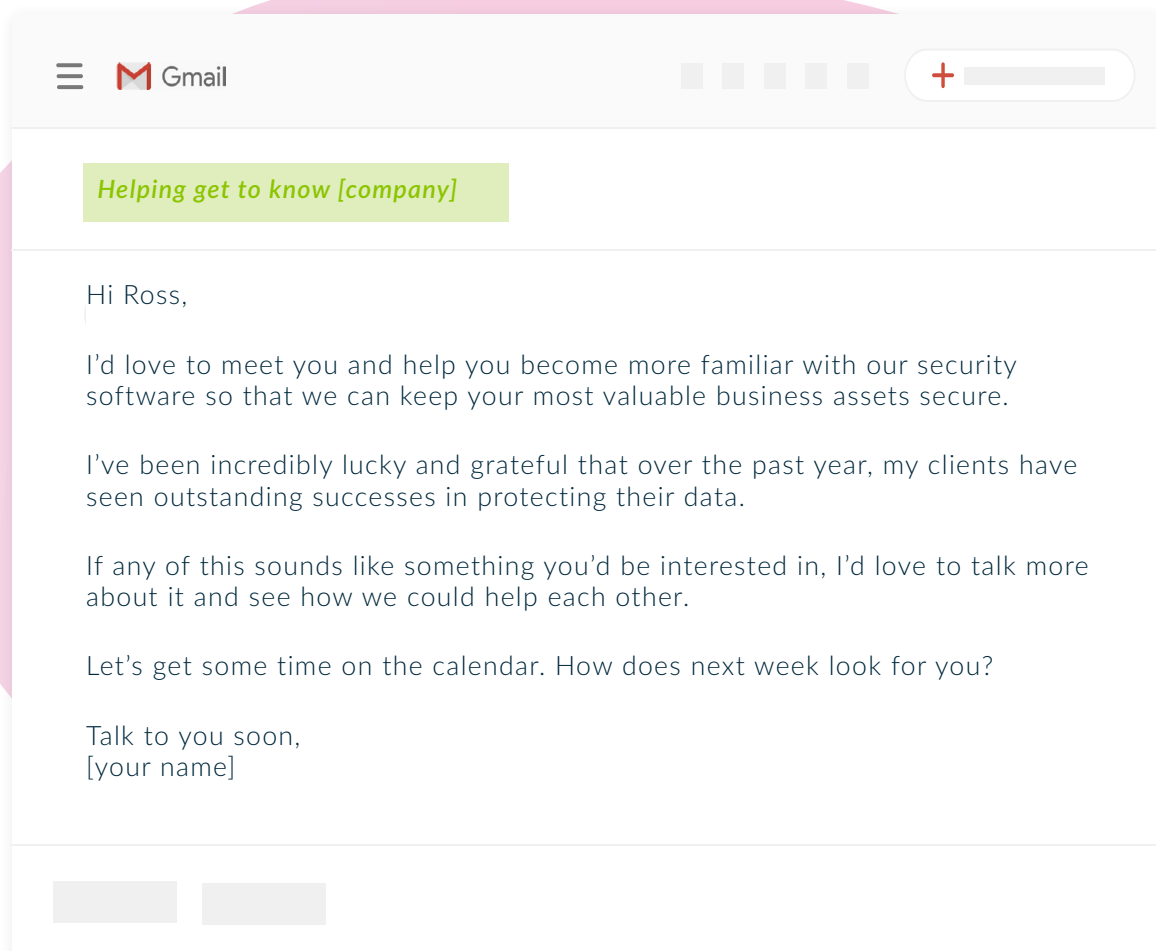 Gmail
Helping get to know [company]
Hi Ross,
I’d love to meet you and help you become more familiar with our security
software so that we can keep your most valuable business assets secure.
I’ve been incredibly lucky and grateful that over the past year, my clients have
seen outstanding successes in protecting their data.
If any of this sounds like something you’d be interested in, I’d love to talk more
about it and see how we could help each other.
Let’s get some time on the calendar. How does next week look for you?
Talk to you soon,
[your name]